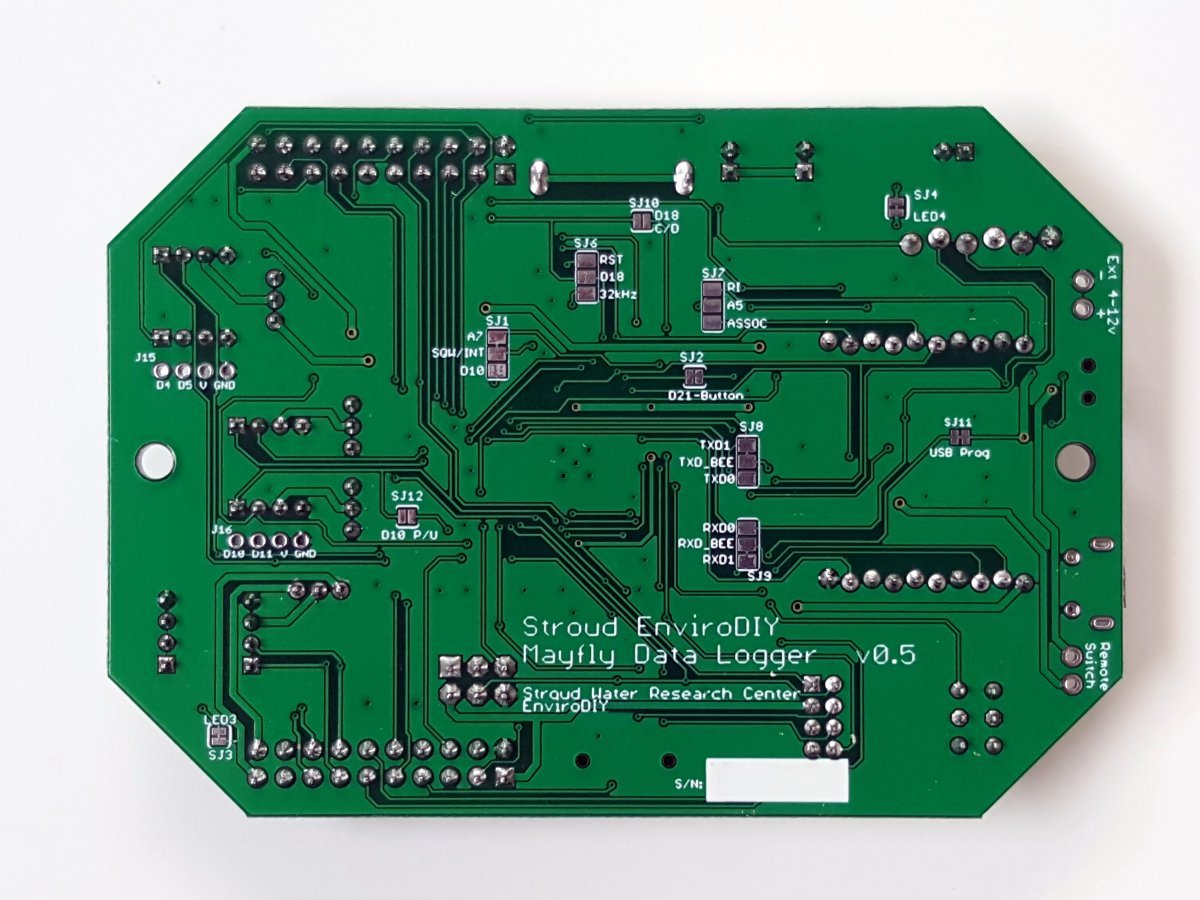 SJ10
D18
C/D
SJ4
LED4
SJ6
RST
D18
32kHz
SJ7
RI
A5
ASSOC
Ext 4-12v
-
+
SJ1
A7
SQW/INT
D10
J15
D4 D5 V GND
SJ2
D21-Button
SJ8
TXD1
TXD_BEE
TXD0
SJ11
USB Prog
SJ12
D10 P/U
J16
D10 D11 V GND
RXD0
RXD_BEE
RXD1
SJ9
Stroud EnviroDIY
Mayfly Data Logger v0.5
Stroud Water Research Center
EnviroDIY
Remote
Switch
LED3
SJ3
S/N: